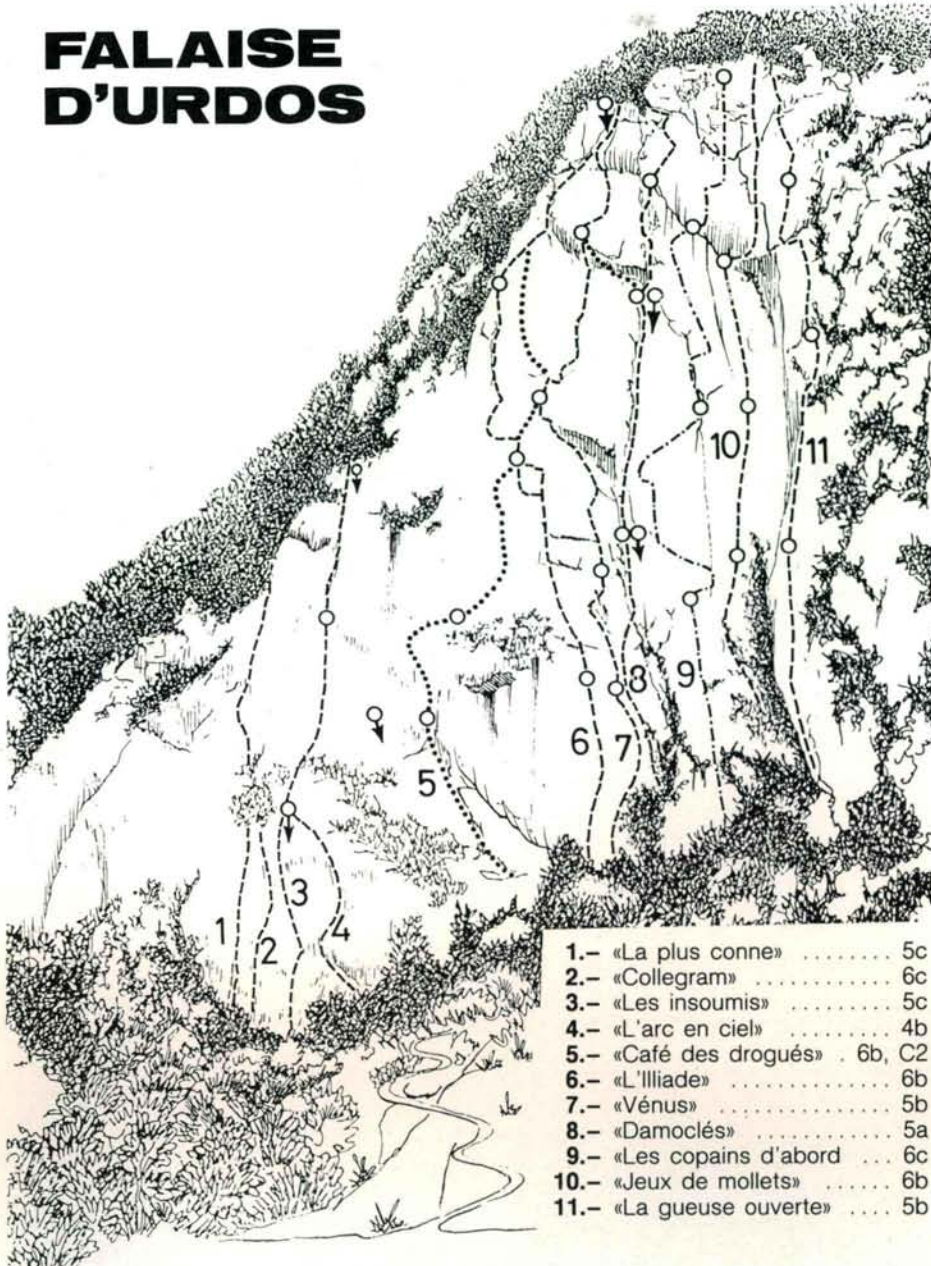 FALAISE
D'URDOS
10
11
9
8
7
6
5
4
3
2
1
1.– «La plus conne» ........ 5c
2.– «Collegram» ............ 6c
3.– «Les insoumis» ......... 5c
4.– «L'arc en ciel» ......... 4b
5.– «Café des drogués» . 6b, C2
6.– «L'Illiade» .............. 6b
7.– «Vénus» ............... 5b
8.– «Damoclés» ............ 5a
9.– «Les copains d'abord ... 6c
10.– «Jeux de mollets» ...... 6b
11.– «La gueuse ouverte» .... 5b